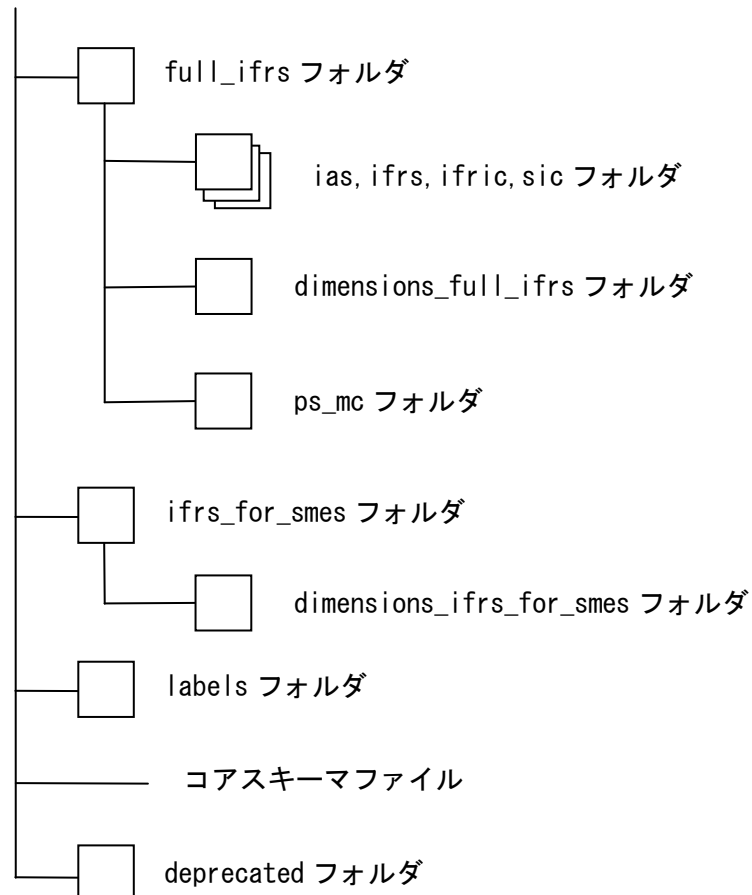 full_ifrs フォルダ
ias,ifrs,ifric,sic フォルダ
dimensions_full_ifrs フォルダ
ps_mc フォルダ
ifrs_for_smes フォルダ
dimensions_ifrs_for_smes フォルダ
labels フォルダ
コアスキーマファイル
deprecated フォルダ